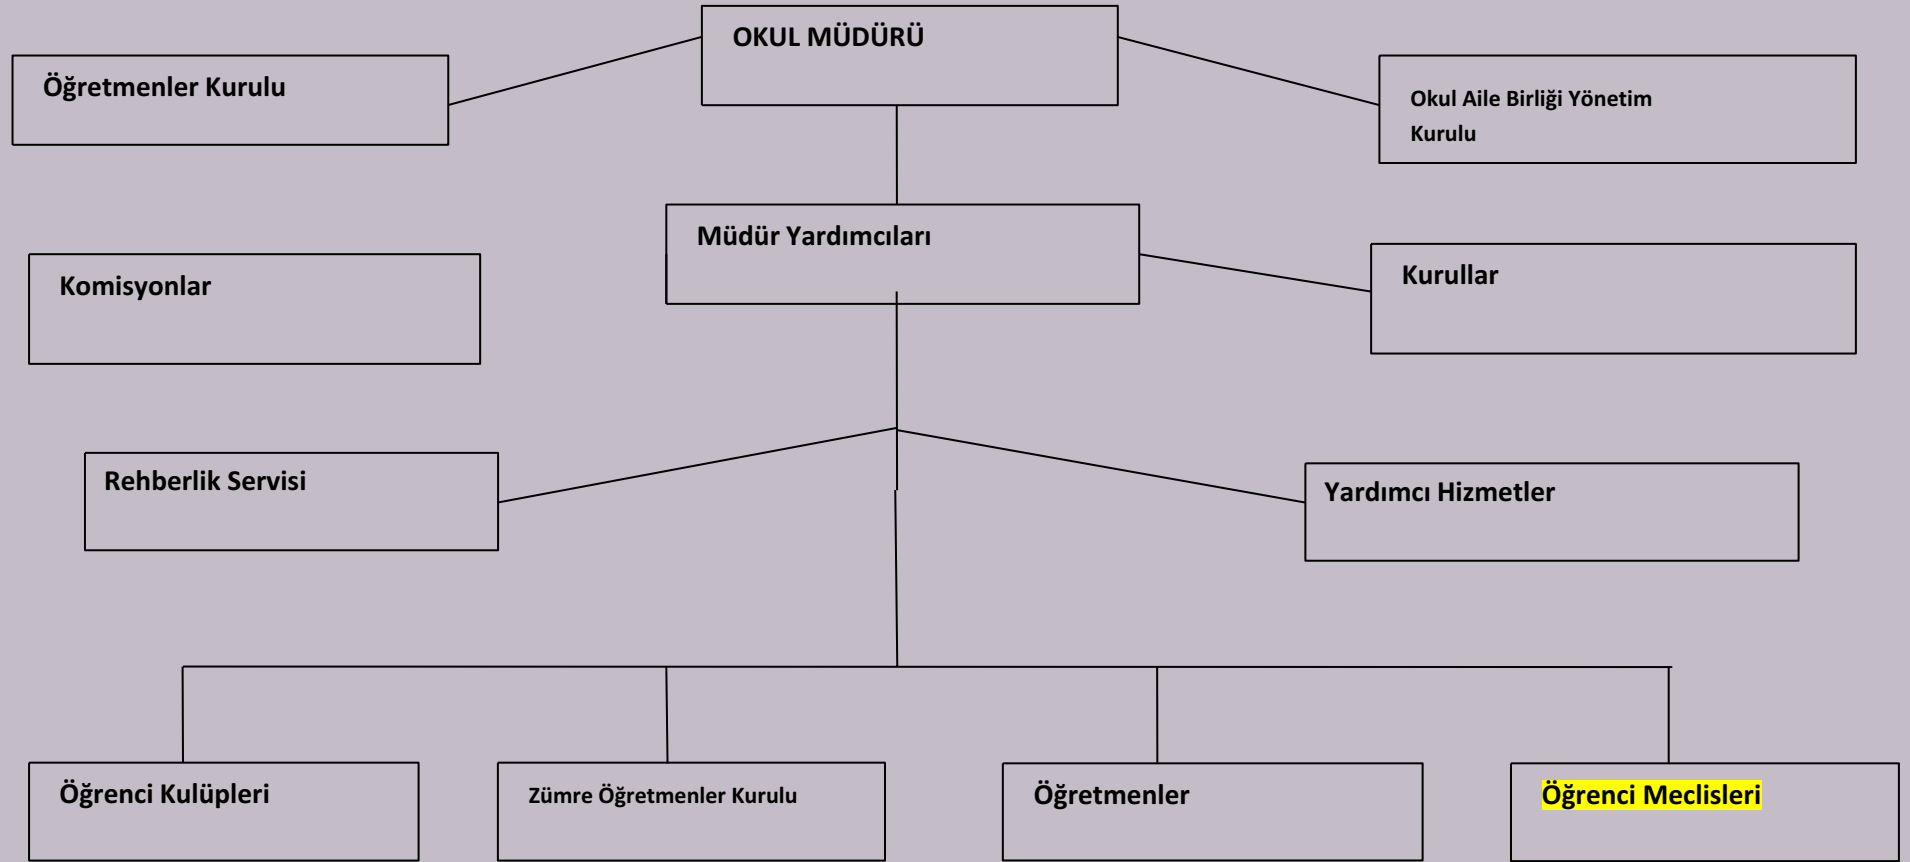 OKUL MÜDÜRÜ
Öğretmenler Kurulu
Okul Aile Birliği Yönetim
Kurulu
Müdür Yardımcıları
Komisyonlar
Kurullar
Rehberlik Servisi
Yardımcı Hizmetler
Öğrenci Kulüpleri
Zümre Öğretmenler Kurulu
Öğretmenler
Öğrenci Meclisleri